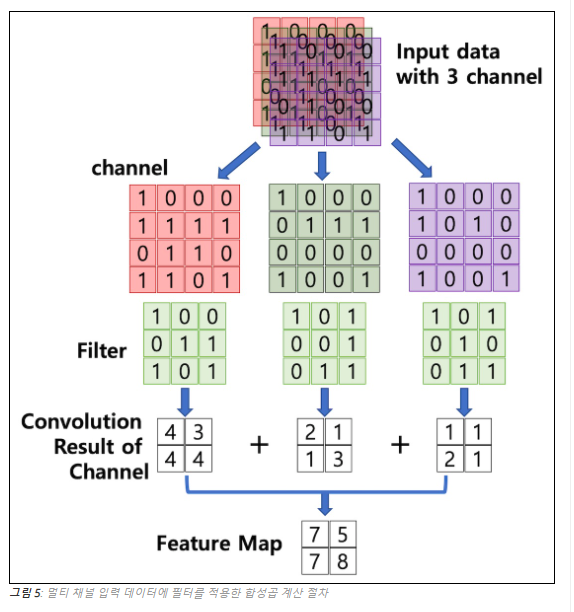 Input data
with 3 channel
channel
1 0 0 0 1 0 0 0 1 0 0 0
1 1 1 1 0 1 1 1 1 0 1 0
0 1 1 0 0 0 0 0 0 0 0 0
1 1 0 1 1 0 0 1 1 0 0 1
Filter
1 0 0 1 0 1 1 0 1
0 1 1 0 0 1 0 1 0
1 0 1 0 1 1 0 1 0
Convolution
Result of
Channel
4 3 + 2 1 + 1 1
4 4 1 3 2 1
Feature Map
7 5
7 8
그림 5: 멀티 채널 입력 데이터에 필터를 적용한 합성곱 계산 절차